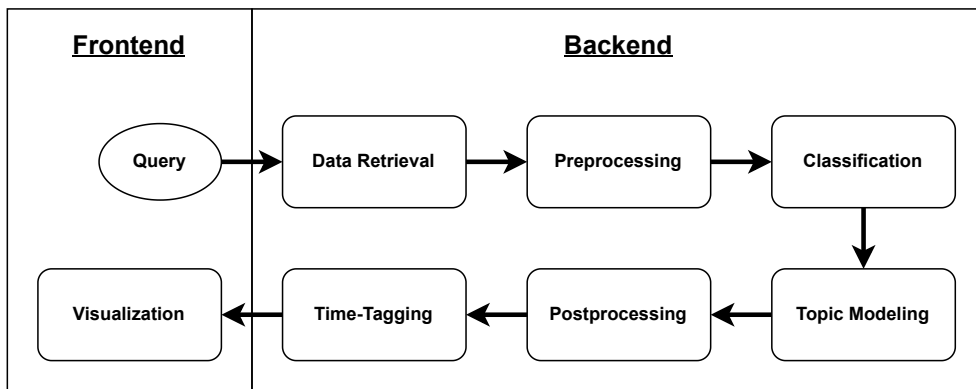 Frontend
Backend
Query
Data Retrieval
Preprocessing
Classification
Visualization
Time-Tagging
Postprocessing
Topic Modeling